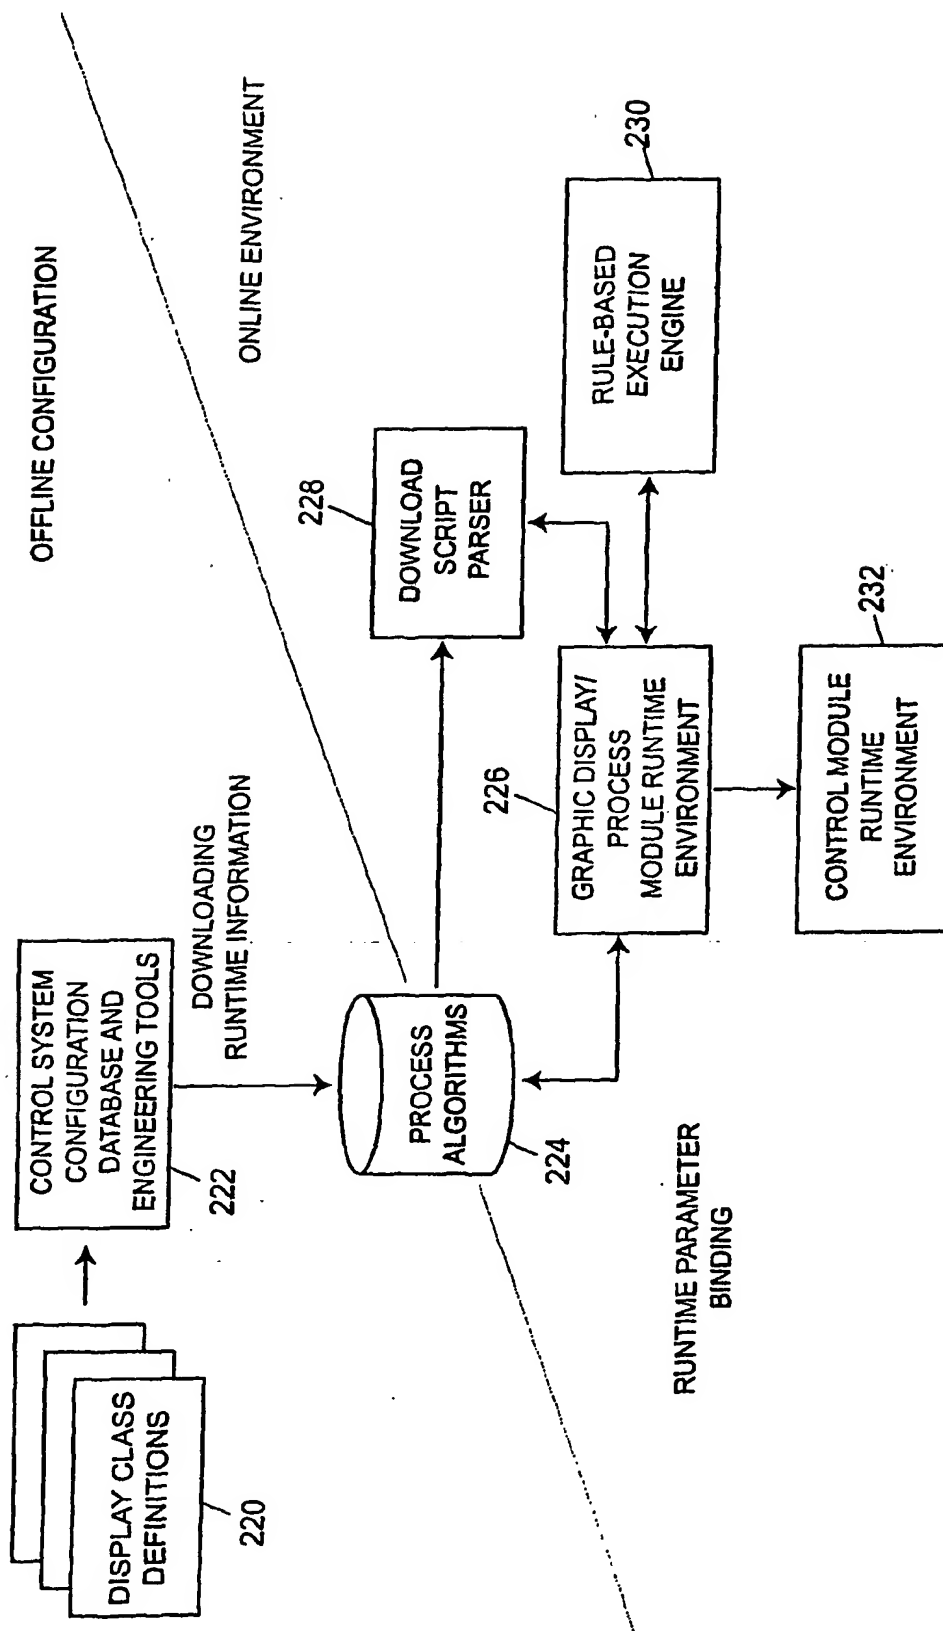 OFFLINE CONFIGURATION
ONLINE ENVIRONMENT
DISPLAY CLASS
DEFINITIONS
220
CONTROL SYSTEM
CONFIGURATION
DATABASE AND
ENGINEERING TOOLS
222
DOWNLOADING
RUNTIME INFORMATION
PROCESS
ALGORITHMS
224
228
DOWNLOAD
SCRIPT
PARSER
230
RULE-BASED
EXECUTION
ENGINE
226
GRAPHIC DISPLAY/
PROCESS
MODULE RUNTIME
ENVIRONMENT
232
CONTROL MODULE
RUNTIME
ENVIRONMENT
RUNTIME PARAMETER
BINDING